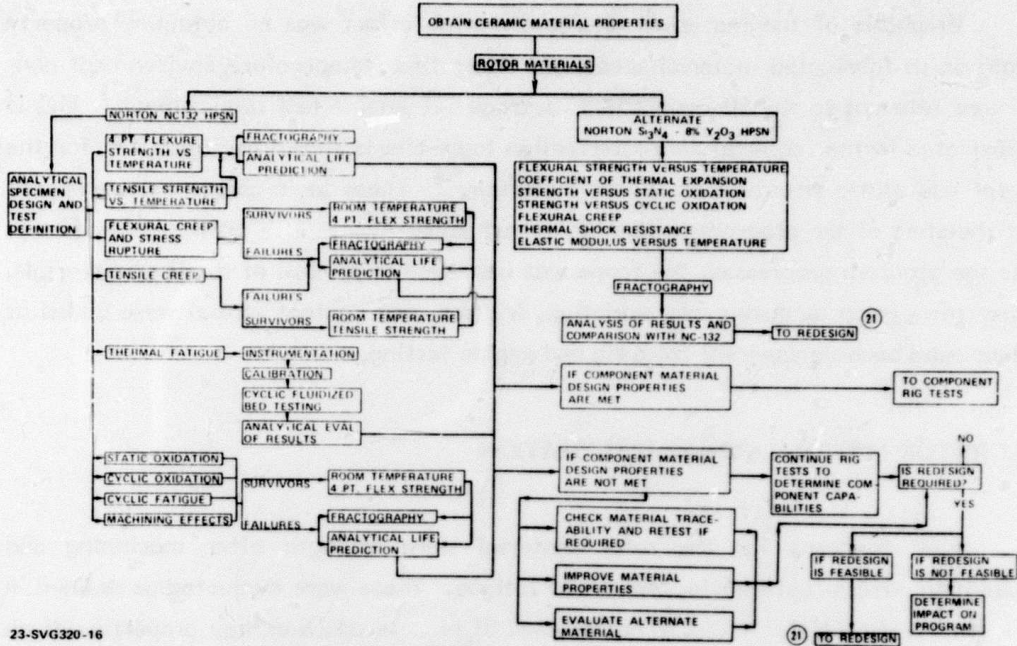 OBTAIN CERAMIC MATERIAL PROPERTIES
ROTOR MATERIALS
NORTON NC132 HPSN
ANALYTICAL
SPECIMEN
DESIGN AND
TEST
DEFINITION
4 PT. FLEXURE
STRENGTH VS
TEMPERATURE
TENSILE STRENGTH
VS. TEMPERATURE
FLEXURAL CREEP
AND STRESS
RUPTURE
TENSILE CREEP
THERMAL FATIGUE
STATIC OXIDATION
CYCLIC OXIDATION
CYCLIC FATIGUE
MACHINING EFFECTS
FRACTOGRAPHY
ANALYTICAL LIFE
PREDICTION
SURVIVORS
ROOM TEMPERATURE
4 PT. FLEX STRENGTH
FAILURES
FRACTOGRAPHY
ANALYTICAL LIFE
PREDICTION
FAILURES
SURVIVORS
ROOM TEMPERATURE
TENSILE STRENGTH
INSTRUMENTATION
CALIBRATION
CYCLIC FLUIDIZED
BED TESTING
ANALYTICAL EVAL
OF RESULTS
SURVIVORS
ROOM TEMPERATURE
4 PT. FLEX STRENGTH
FAILURES
FRACTOGRAPHY
ANALYTICAL LIFE
PREDICTION
ALTERNATE
NORTON S3N4 - 8% Y2O3 HPSN
FLEXURAL STRENGTH VERSUS TEMPERATURE
COEFFICIENT OF THERMAL EXPANSION
STRENGTH VERSUS STATIC OXIDATION
STRENGTH VERSUS CYCLIC OXIDATION
FLEXURAL CREEP
THERMAL SHOCK RESISTANCE
ELASTIC MODULUS VERSUS TEMPERATURE
FRACTOGRAPHY
ANALYSIS OF RESULTS AND
COMPARISON WITH NC-132
21
TO REDESIGN
IF COMPONENT MATERIAL
DESIGN PROPERTIES
ARE MET
TO COMPONENT
RIG TESTS
IF COMPONENT MATERIAL
DESIGN PROPERTIES
ARE NOT MET
CONTINUE RIG
TESTS TO
DETERMINE COM
PONENT CAPA-
BILITIES
NO
IS REDESIGN
REQUIRED?
YES
CHECK MATERIAL TRACE-
ABILITY AND RETEST IF
REQUIRED
IMPROVE MATERIAL
PROPERTIES
EVALUATE ALTERNATE
MATERIAL
IF REDESIGN
IS FEASIBLE
IF REDESIGN
IS NOT FEASIBLE
DETERMINE
IMPACT ON
PROGRAM
21
TO REDESIGN
23-SVG320-16